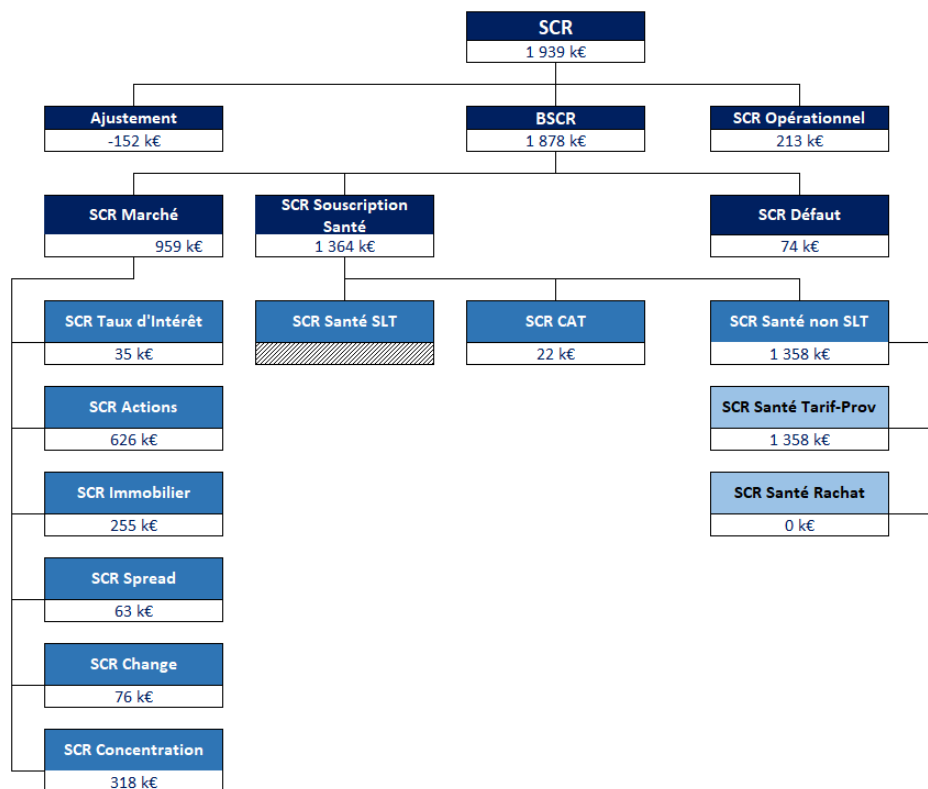 SCR
1 939 k€
Ajustement
-152 k€
BSCR
1 878 k€
SCR Opérationnel
213 k€
SCR Marché
959 k€
SCR Souscription
Santé
1 364 k€
SCR Défaut
74 k€
SCR Taux d'Intérêt
35 k€
SCR Santé SLT
SCR CAT
22 k€
SCR Santé non SLT
1 358 k€
SCR Actions
626 k€
SCR Santé Tarif-Prov
1 358 k€
SCR Immobilier
255 k€
SCR Santé Rachat
0 k€
SCR Spread
63 k€
SCR Change
76 k€
SCR Concentration
318 k€